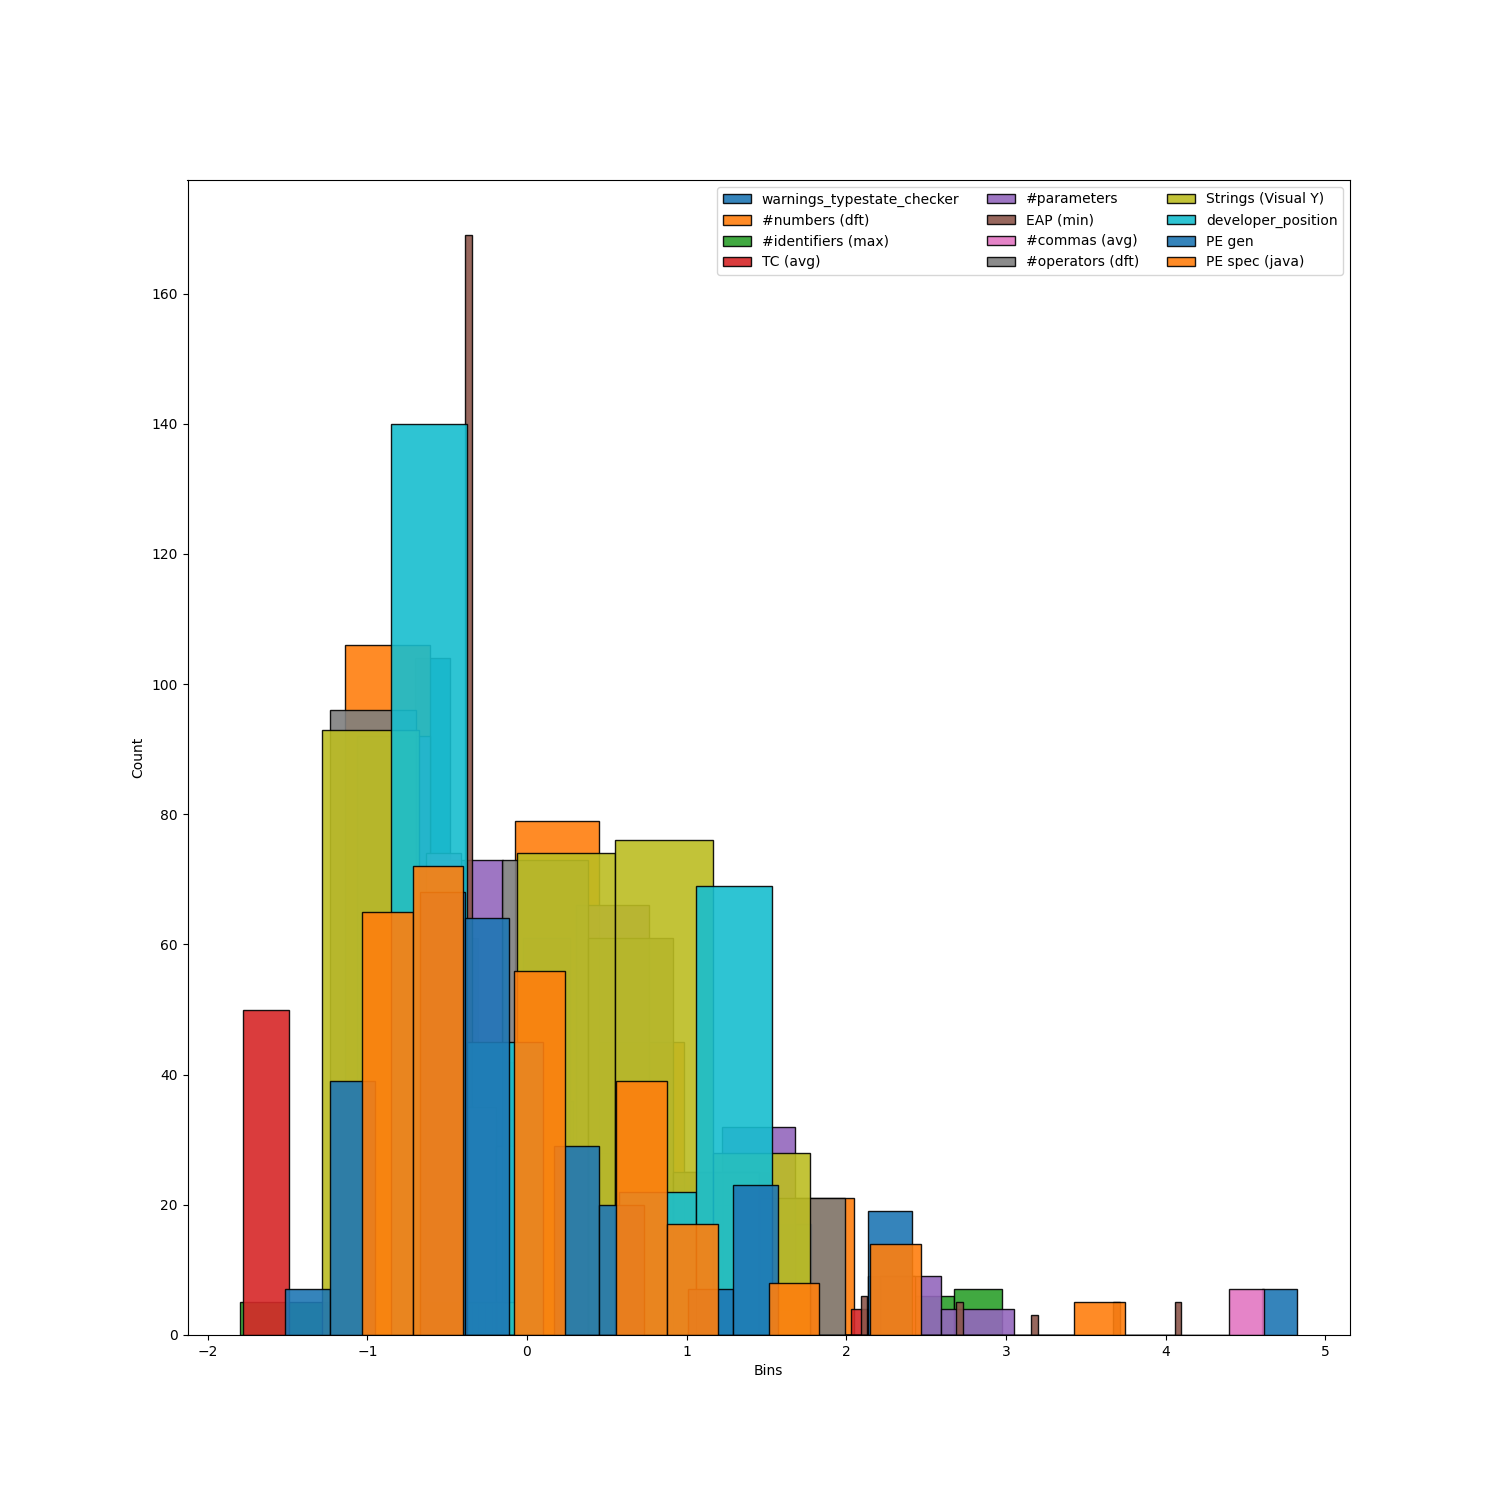 warnings_typestate_checker
#numbers (dft)
#identifiers (max)
TC (avg)
#parameters
EAP (min)
#commas (avg)
#operators (dft)
Strings (Visual Y)
developer_position
PE gen
PE spec (java)
160
140
120
100
80
60
40
20
0
Count
−2
−1
0
1
2
3
4
5
Bins